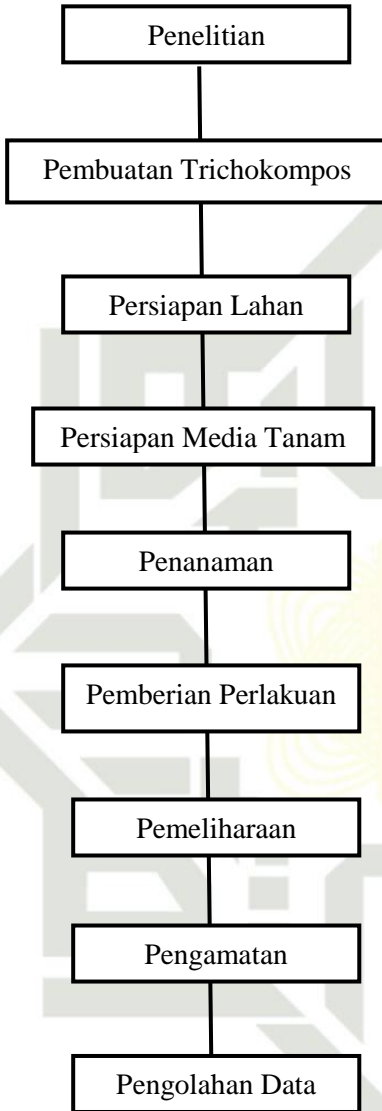 Penelitian
Pembuatan Trichokompos
Persiapan Lahan
Persiapan Media Tanam
Penanaman
Pemberian Perlakuan
Pemeliharaan
Pengamatan
Pengolahan Data